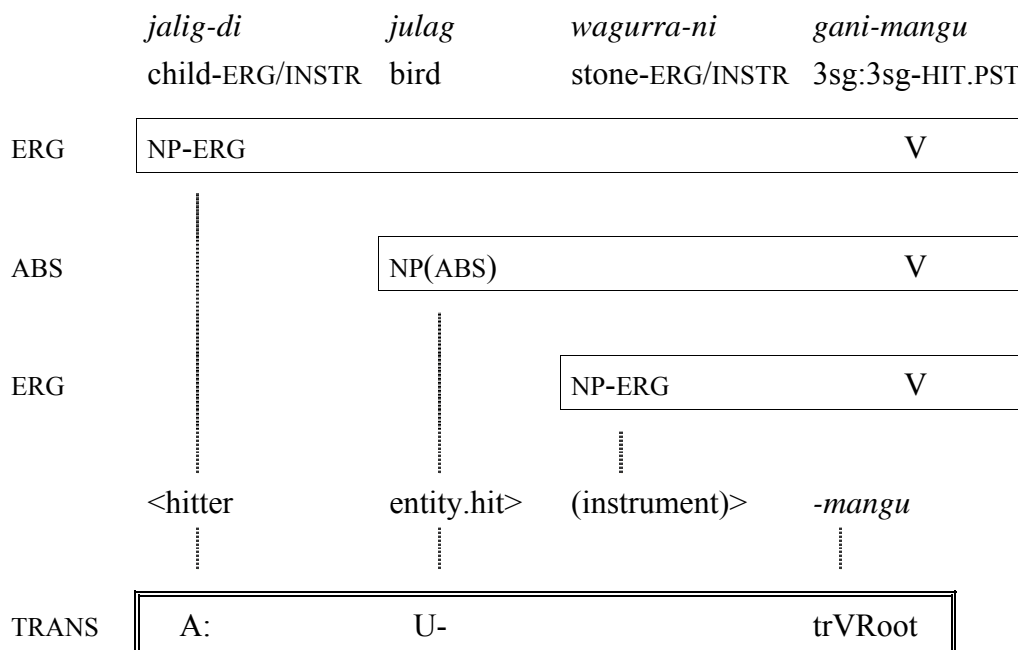 jalig-di julag wagurra-ni gani-mangu
child-ERG/INSTR bird stone-ERG/INSTR 3sg:3sg-HIT.PST
ERG NP-ERG V
ABS NP(ABS) V
ERG NP-ERG V
<hitter entity.hit> (instrument)> -mangu
TRANS A: U- trVRoot